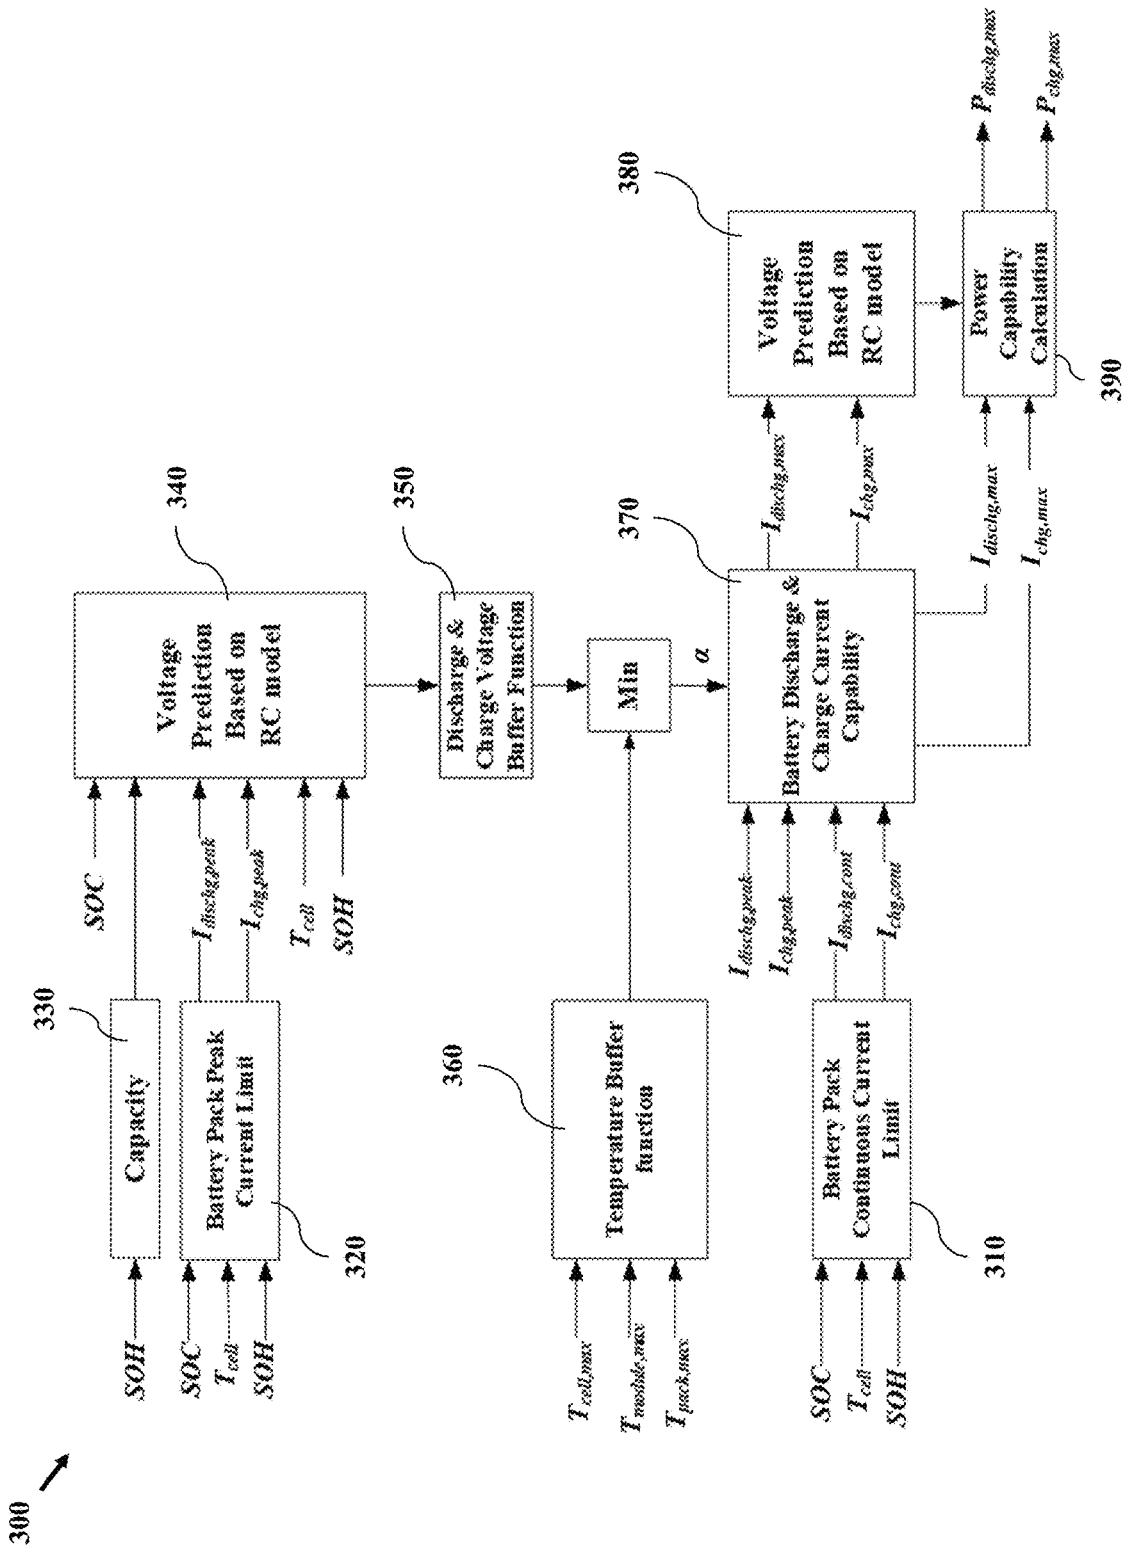 300
SOH
Capacity
330
SOC
T_cell
SOH
Battery Pack Peak
Current Limit
320
SOC
I_dischg,peak
I_chg,peak
T_cell
SOH
Voltage
Prediction
Based on
RC model
340
Discharge &
Charge Voltage
Buffer Function
350
T_cell,max
T_module,max
T_pack,max
Temperature Buffer
function
360
Min
α
SOC
T_cell
SOH
Battery Pack
Continuous Current
Limit
310
I_dischg,peak
I_chg,peak
I_dischg,cont
I_chg,cont
Battery Discharge &
Charge Current
Capability
370
I_dischg,max
I_chg,max
Voltage
Prediction
Based on
RC model
380
I_dischg,max
I_chg,max
Power
Capability
Calculation
390
P_dischg,max
P_chg,max